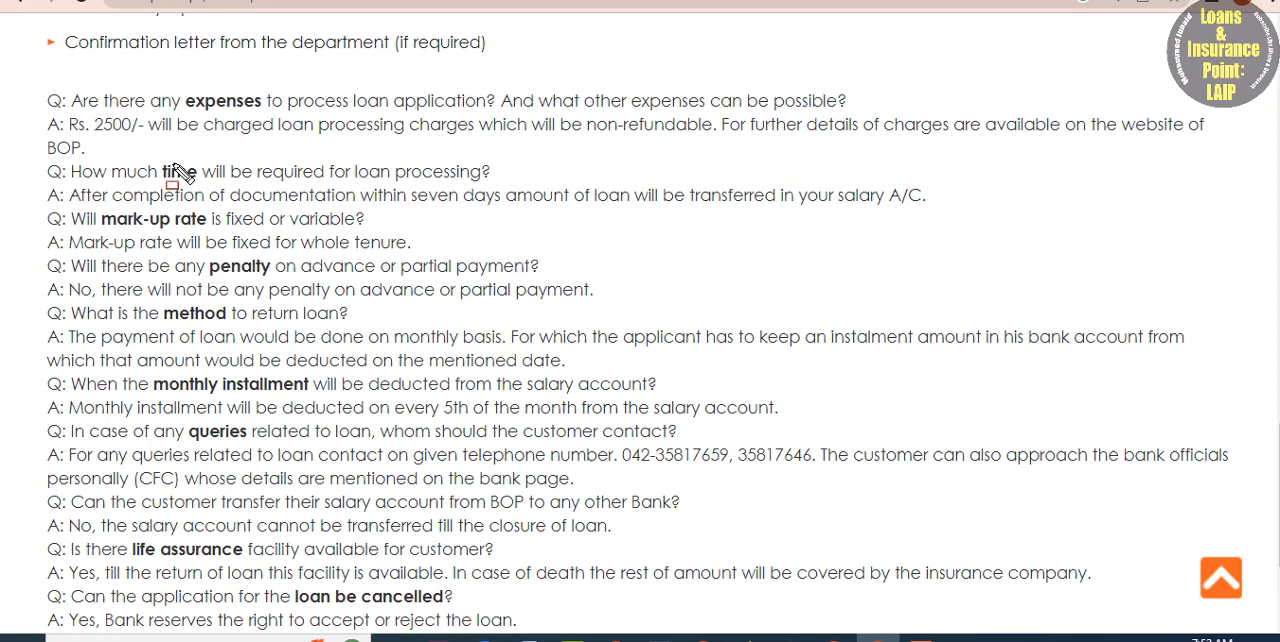 Confirmation letter from the department (if required)
Q: Are there any expenses to process loan application? And what other expenses can be possible?
A: Rs. 2500/- will be charged loan processing charges which will be non-refundable. For further details of charges are available on the website of
BOP.
Q: How much time will be required for loan processing?
A: After completion of documentation within seven days amount of loan will be transferred in your salary A/C.
Q: Will mark-up rate is fixed or variable?
A: Mark-up rate will be fixed for whole tenure.
Q: Will there be any penalty on advance or partial payment?
A: No, there will not be any penalty on advance or partial payment.
Q: What is the method to return loan?
A: The payment of loan would be done on monthly basis. For which the applicant has to keep an instalment amount in his bank account from
which that amount would be deducted on the mentioned date.
Q: When the monthly installment will be deducted from the salary account?
A: Monthly installment will be deducted on every 5th of the month from the salary account.
Q: In case of any queries related to loan, whom should the customer contact?
A: For any queries related to loan contact on given telephone number. 042-35817659, 35817646. The customer can also approach the bank officials
personally (CFC) whose details are mentioned on the bank page.
Q: Can the customer transfer their salary account from BOP to any other Bank?
A: No, the salary account cannot be transferred till the closure of loan.
Q: Is there life assurance facility available for customer?
A: Yes, till the return of loan this facility is available. In case of death the rest of amount will be covered by the insurance company.
Q: Can the application for the loan be cancelled?
A: Yes, Bank reserves the right to accept or reject the loan.
Loans
&
Insurance
Point:
LAIP